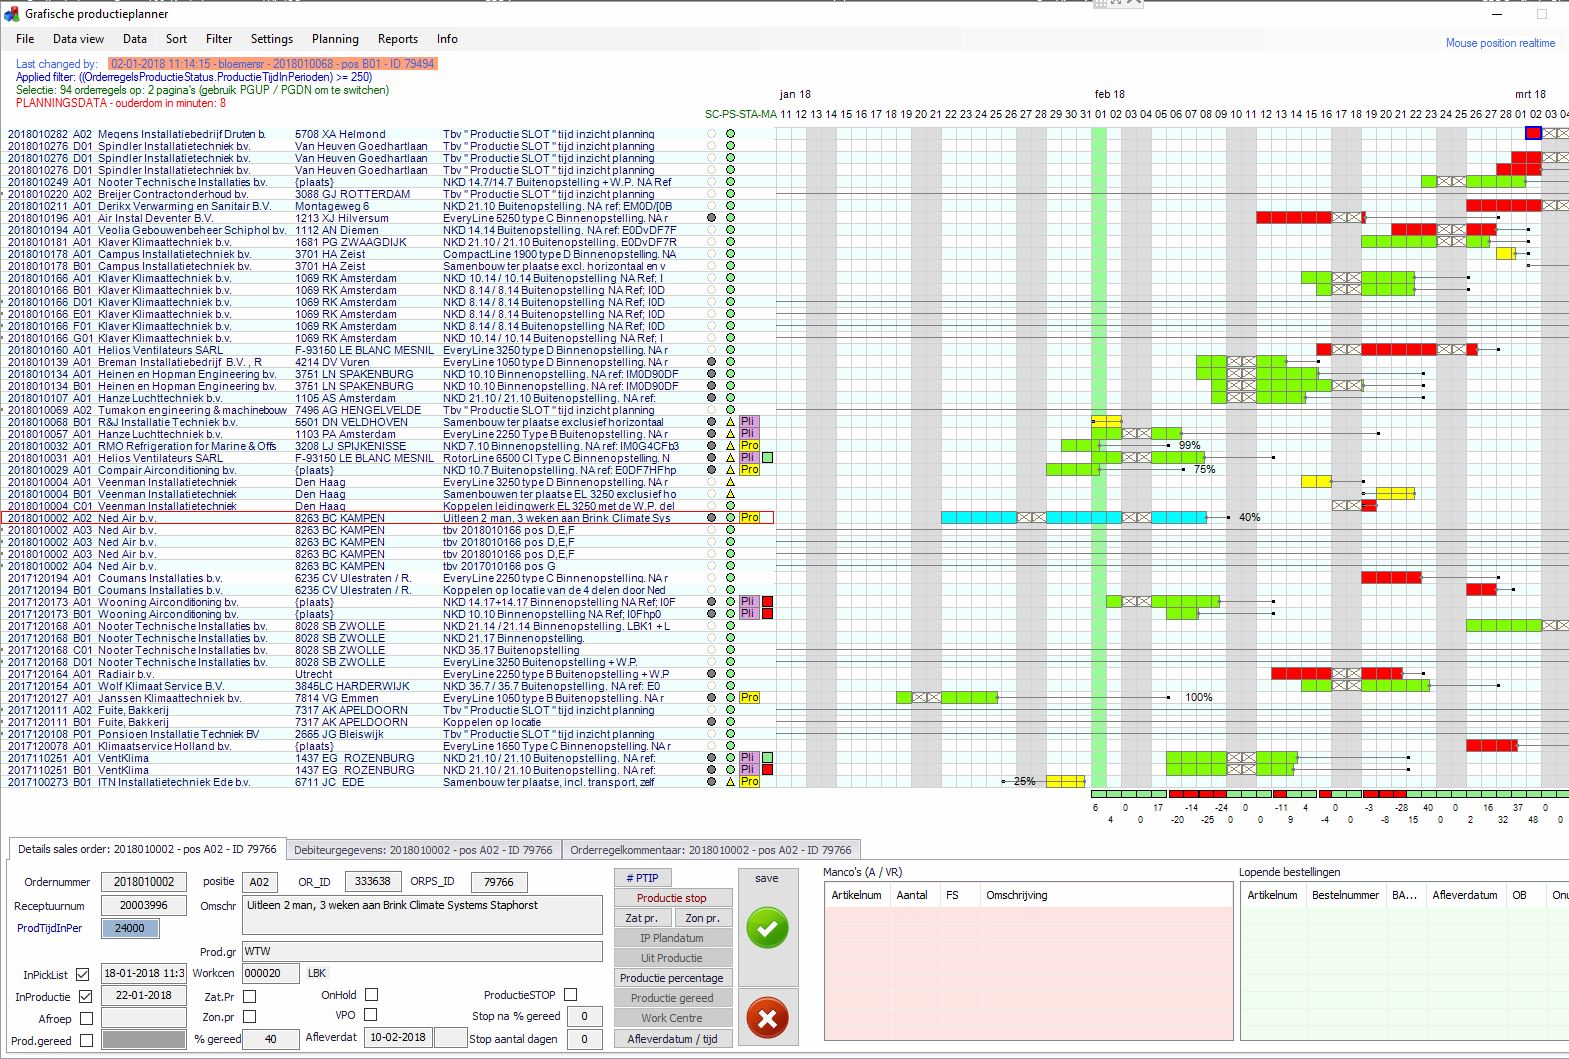 Grafische productieplanner
File Data view Data Sort Filter Settings Planning Reports Info
Mouse position realtime
Last changed by: 02-01-2018 11:14:15 - bloemersr - 2018010068 - pos B01 - ID 79494
Applied filter: ((OrderregelsProductieStatus.ProductieTijdInPerioden) >= 250)
Selectie: 94 orderregels op: 2 pagina's (gebruik PGUP / PGDN om te switchen)
PLANNINGSDATA - ouderdom in minuten: 8
jan 18 feb 18 mrt 18
SC-PS-STA-MA 11 12 13 14 15 16 17 18 19 20 21 22 23 24 25 26 27 28 29 30 31 01 02 03 04 05 06 07 08 09 10 11 12 13 14 15 16 17 18 19 20 21 22 23 24 25 26 27 28 01 02 03 04
2018010282 A02 Megens Installatiebedrijf Druten b. 5708 XA Helmond Tbv " Productie SLOT " tijd inzicht planning
2018010276 D01 Spindler Installatietechniek b.v. Van Heuven Goedhartlaan Tbv " Productie SLOT " tijd inzicht planning
2018010276 D01 Spindler Installatietechniek b.v. Van Heuven Goedhartlaan Tbv " Productie SLOT " tijd inzicht planning
2018010276 D01 Spindler Installatietechniek b.v. Van Heuven Goedhartlaan Tbv " Productie SLOT " tijd inzicht planning
2018010249 A01 Nooter Technische Installaties b.v. {plaats} NKD 14.7/14.7 Buitenopstelling + W.P. NA Ref
2018010220 A02 Breijer Contractonderhoud b.v. 3088 GJ ROTTERDAM Tbv " Productie SLOT " tijd inzicht planning
2018010211 A01 Derikx Verwarming en Sanitair B.V. Montageweg 6 NKD 21.10 Buitenopstelling. NA ref: EM0D/[0B
2018010196 A01 Air Instal Deventer B.V. 1213 XJ Hilversum EveryLine 5250 type C Binnenopstelling. NA r
2018010194 A01 Veolia Gebouwenbeheer Schiphol b.v. 1112 AN Diemen NKD 14.14 Buitenopstelling. NA ref: E0DvDF7F
2018010181 A01 Klaver Klimaattechniek b.v. 1681 PG ZWAAGDIJK NKD 21.10 / 21.10 Buitenopstelling. E0DvDF7R
2018010178 A01 Campus Installatietechniek b.v. 3701 HA Zeist CompactLine 1900 type D Binnenopstelling. NA
2018010178 B01 Campus Installatietechniek b.v. 3701 HA Zeist Samenbouw ter plaatse excl. horizontaal en v
2018010166 A01 Klaver Klimaattechniek b.v. 1069 RK Amsterdam NKD 10.14 / 10.14 Buitenopstelling NA Ref; I
2018010166 B01 Klaver Klimaattechniek b.v. 1069 RK Amsterdam NKD 8.14 / 8.14 Buitenopstelling NA Ref; I0D
2018010166 D01 Klaver Klimaattechniek b.v. 1069 RK Amsterdam NKD 8.14 / 8.14 Buitenopstelling NA Ref; I0D
2018010166 E01 Klaver Klimaattechniek b.v. 1069 RK Amsterdam NKD 8.14 / 8.14 Buitenopstelling NA Ref; I0D
2018010166 F01 Klaver Klimaattechniek b.v. 1069 RK Amsterdam NKD 8.14 / 8.14 Buitenopstelling NA Ref; I0D
2018010166 G01 Klaver Klimaattechniek b.v. 1069 RK Amsterdam NKD 10.14 / 10.14 Buitenopstelling NA Ref; I
2018010160 A01 Helios Ventilateurs SARL F-93150 LE BLANC MESNIL EveryLine 3250 type D Binnenopstelling. NA r
2018010139 A01 Breman Installatiebedrijf B.V. , R 4214 DV Vuren EveryLine 1050 type D Binnenopstelling. NA r
2018010134 A01 Heinen en Hopman Engineering b.v. 3751 LN SPAKENBURG NKD 10.10 Binnenopstelling. NA ref: IM0D90DF
2018010134 B01 Heinen en Hopman Engineering b.v. 3751 LN SPAKENBURG NKD 10.10 Binnenopstelling. NA ref: IM0D90DF
2018010107 A01 Hanze Luchttechniek b.v. 1105 AS Amsterdam NKD 21.10 / 21.10 Buitenopstelling. NA ref:
2018010069 A02 Tumakon engineering & machinebouw 7496 AG HENGELVELDE Tbv " Productie SLOT " tijd inzicht planning
2018010068 B01 R&J Installatie Techniek b.v. 5501 DN VELDHOVEN Samenbouw ter plaatse exclusief horizontaal Pli
2018010057 A01 Hanze Luchttechniek b.v. 1103 PA Amsterdam EveryLine 2250 Type B Buitenopstelling. NA r Pli
2018010032 A01 RMO Refrigeration for Marine & Offs 3208 LJ SPIJKENISSE NKD 7.10 Binnenopstelling. NA ref: IM0G4CFb3 Pro 99%
2018010031 A01 Helios Ventilateurs SARL F-93150 LE BLANC MESNIL RotorLine 6500 CI Type C Binnenopstelling. N Pli
2018010029 A01 Compair Airconditioning b.v. {plaats} NKD 10.7 Buitenopstelling. NA ref: E0DF7HFhp Pro 75%
2018010004 A01 Veenman Installatietechniek Den Haag EveryLine 3250 type D Binnenopstelling. NA r
2018010004 B01 Veenman Installatietechniek Den Haag Samenbouwen ter plaatse EL 3250 exclusief ho
2018010004 C01 Veenman Installatietechniek Den Haag Koppelen leidingwerk EL 3250 met de W.P. del
2018010002 A02 Ned Air b.v. 8263 BC KAMPEN Uitleen 2 man, 3 weken aan Brink Climate Sys Pro 40%
2018010002 A03 Ned Air b.v. 8263 BC KAMPEN tbv 2018010166 pos D,E,F
2018010002 A03 Ned Air b.v. 8263 BC KAMPEN tbv 2018010166 pos D,E,F
2018010002 A03 Ned Air b.v. 8263 BC KAMPEN tbv 2018010166 pos D,E,F
2018010002 A04 Ned Air b.v. 8263 BC KAMPEN tbv 2017010166 pos G
2017120194 A01 Coumans Installaties b.v. 6235 CV Ulestraten / R. EveryLine 2250 type C Binnenopstelling. NA r
2017120194 B01 Coumans Installaties b.v. 6235 CV Ulestraten / R. Koppelen op locatie van de 4 delen door Ned
2017120173 A01 Wooning Airconditioning b.v. {plaats} NKD 14.17+14.17 Binnenopstelling NA Ref; I0F Pli
2017120173 B01 Wooning Airconditioning b.v. {plaats} NKD 10.10 Binnenopstelling NA Ref; I0Fhp0 Pli
2017120168 A01 Nooter Technische Installaties b.v. 8028 SB ZWOLLE NKD 21.14 / 21.14 Binnenopstelling. LBK1 + L
2017120168 B01 Nooter Technische Installaties b.v. 8028 SB ZWOLLE NKD 21.17 Binnenopstelling.
2017120168 C01 Nooter Technische Installaties b.v. 8028 SB ZWOLLE NKD 35.17 Buitenopstelling
2017120168 D01 Nooter Technische Installaties b.v. 8028 SB ZWOLLE EveryLine 3250 Buitenopstelling + W.P.
2017120164 A01 Radiair b.v. Utrecht EveryLine 2250 type B Buitenopstelling + W.P
2017120154 A01 Wolf Klimaat Service B.V. 3845LC HARDERWIJK NKD 35.7 / 35.7 Buitenopstelling. NA ref: E0
2017120127 A01 Janssen Klimaattechniek b.v. 7814 VG Emmen EveryLine 1050 type B Buitenopstelling. NA r Pro 100%
2017120111 A02 Fuite, Bakkerij 7317 AK APELDOORN Tbv " Productie SLOT " tijd inzicht planning
2017120111 B01 Fuite, Bakkerij 7317 AK APELDOORN Koppelen op locatie
2017120108 P01 Ponsioen Installatie Techniek BV 2665 JG Bleiswijk Tbv " Productie SLOT " tijd inzicht planning
2017120078 A01 Klimaatservice Holland b.v. {plaats} EveryLine 1650 Type C Binnenopstelling. NA r
2017110251 A01 VentKlima 1437 EG ROZENBURG NKD 21.10 / 21.10 Buitenopstelling. NA ref: Pli
2017110251 B01 VentKlima 1437 EG ROZENBURG NKD 21.10 / 21.10 Buitenopstelling. NA ref: Pli
2017100273 B01 ITN Installatietechniek Ede b.v. 6711 JC EDE Samenbouw ter plaatse, incl. transport, zelf Pro 25%
6 0 17 -14 -24 0 -11 4 0 -3 -28 40 0 16 37 0
4 0 -20 -25 0 9 -4 0 -8 15 0 32 48 0
Details sales order: 2018010002 - pos A02 - ID 79766 Debiteurgegevens: 2018010002 - pos A02 - ID 79766 Orderregelkommentaar: 2018010002 - pos A02 - ID 79766
Ordernummer 2018010002 positie A02 OR_ID 333638 ORPS_ID 79766
Receptuurnum 20003996 Omschr Uitleen 2 man, 3 weken aan Brink Climate Systems Staphorst
ProdTijdInPer 24000
Prod.gr WTW
InPickList 18-01-2018 11:3 Workcen 000020 LBK
InProductie 22-01-2018 Zat.Pr OnHold ProductieSTOP
Afroep Zon.pr VPO Stop na % gereed 0
Prod.gereed % gereed 40 Afleverdat 10-02-2018 Stop aantal dagen 0
# PTIP
Productie stop
Zat pr. Zon pr.
IP Plandatum
Uit Productie
Productie percentage
Productie gereed
Work Centre
Afleverdatum / tijd
save
Manco's (A / VR)
Artikelnum Aantal FS Omschrijving
Lopende bestellingen
Artikelnum Bestelnummer BA... Afleverdatum OB Onu